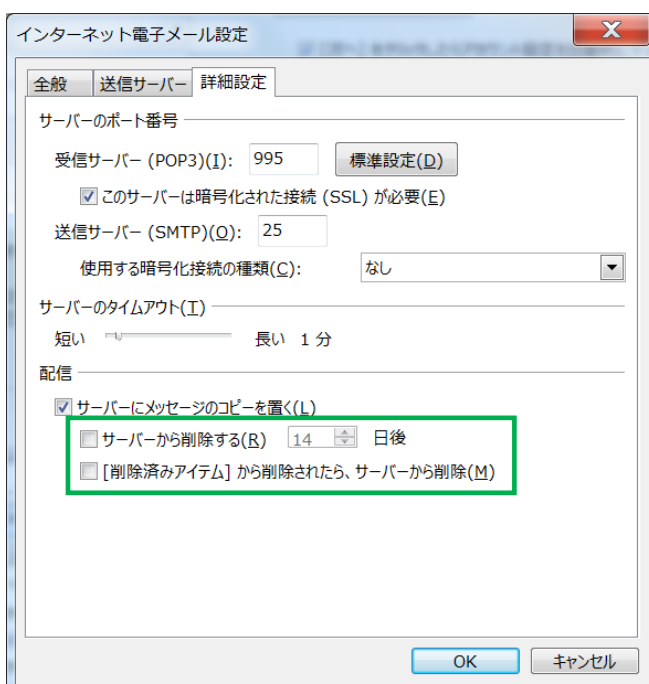 インターネット電子メール設定
全般 送信サーバー 詳細設定
サーバーのポート番号
受信サーバー (POP3)(I): 995 標準設定(D)
このサーバーは暗号化された接続 (SSL) が必要(E)
送信サーバー (SMTP)(O): 25
使用する暗号化接続の種類(C): なし
サーバーのタイムアウト(T)
短い 長い 1 分
配信
サーバーにメッセージのコピーを置く(L)
サーバーから削除する(R) 14 日後
[削除済みアイテム] から削除されたら、サーバーから削除(M)
OK キャンセル